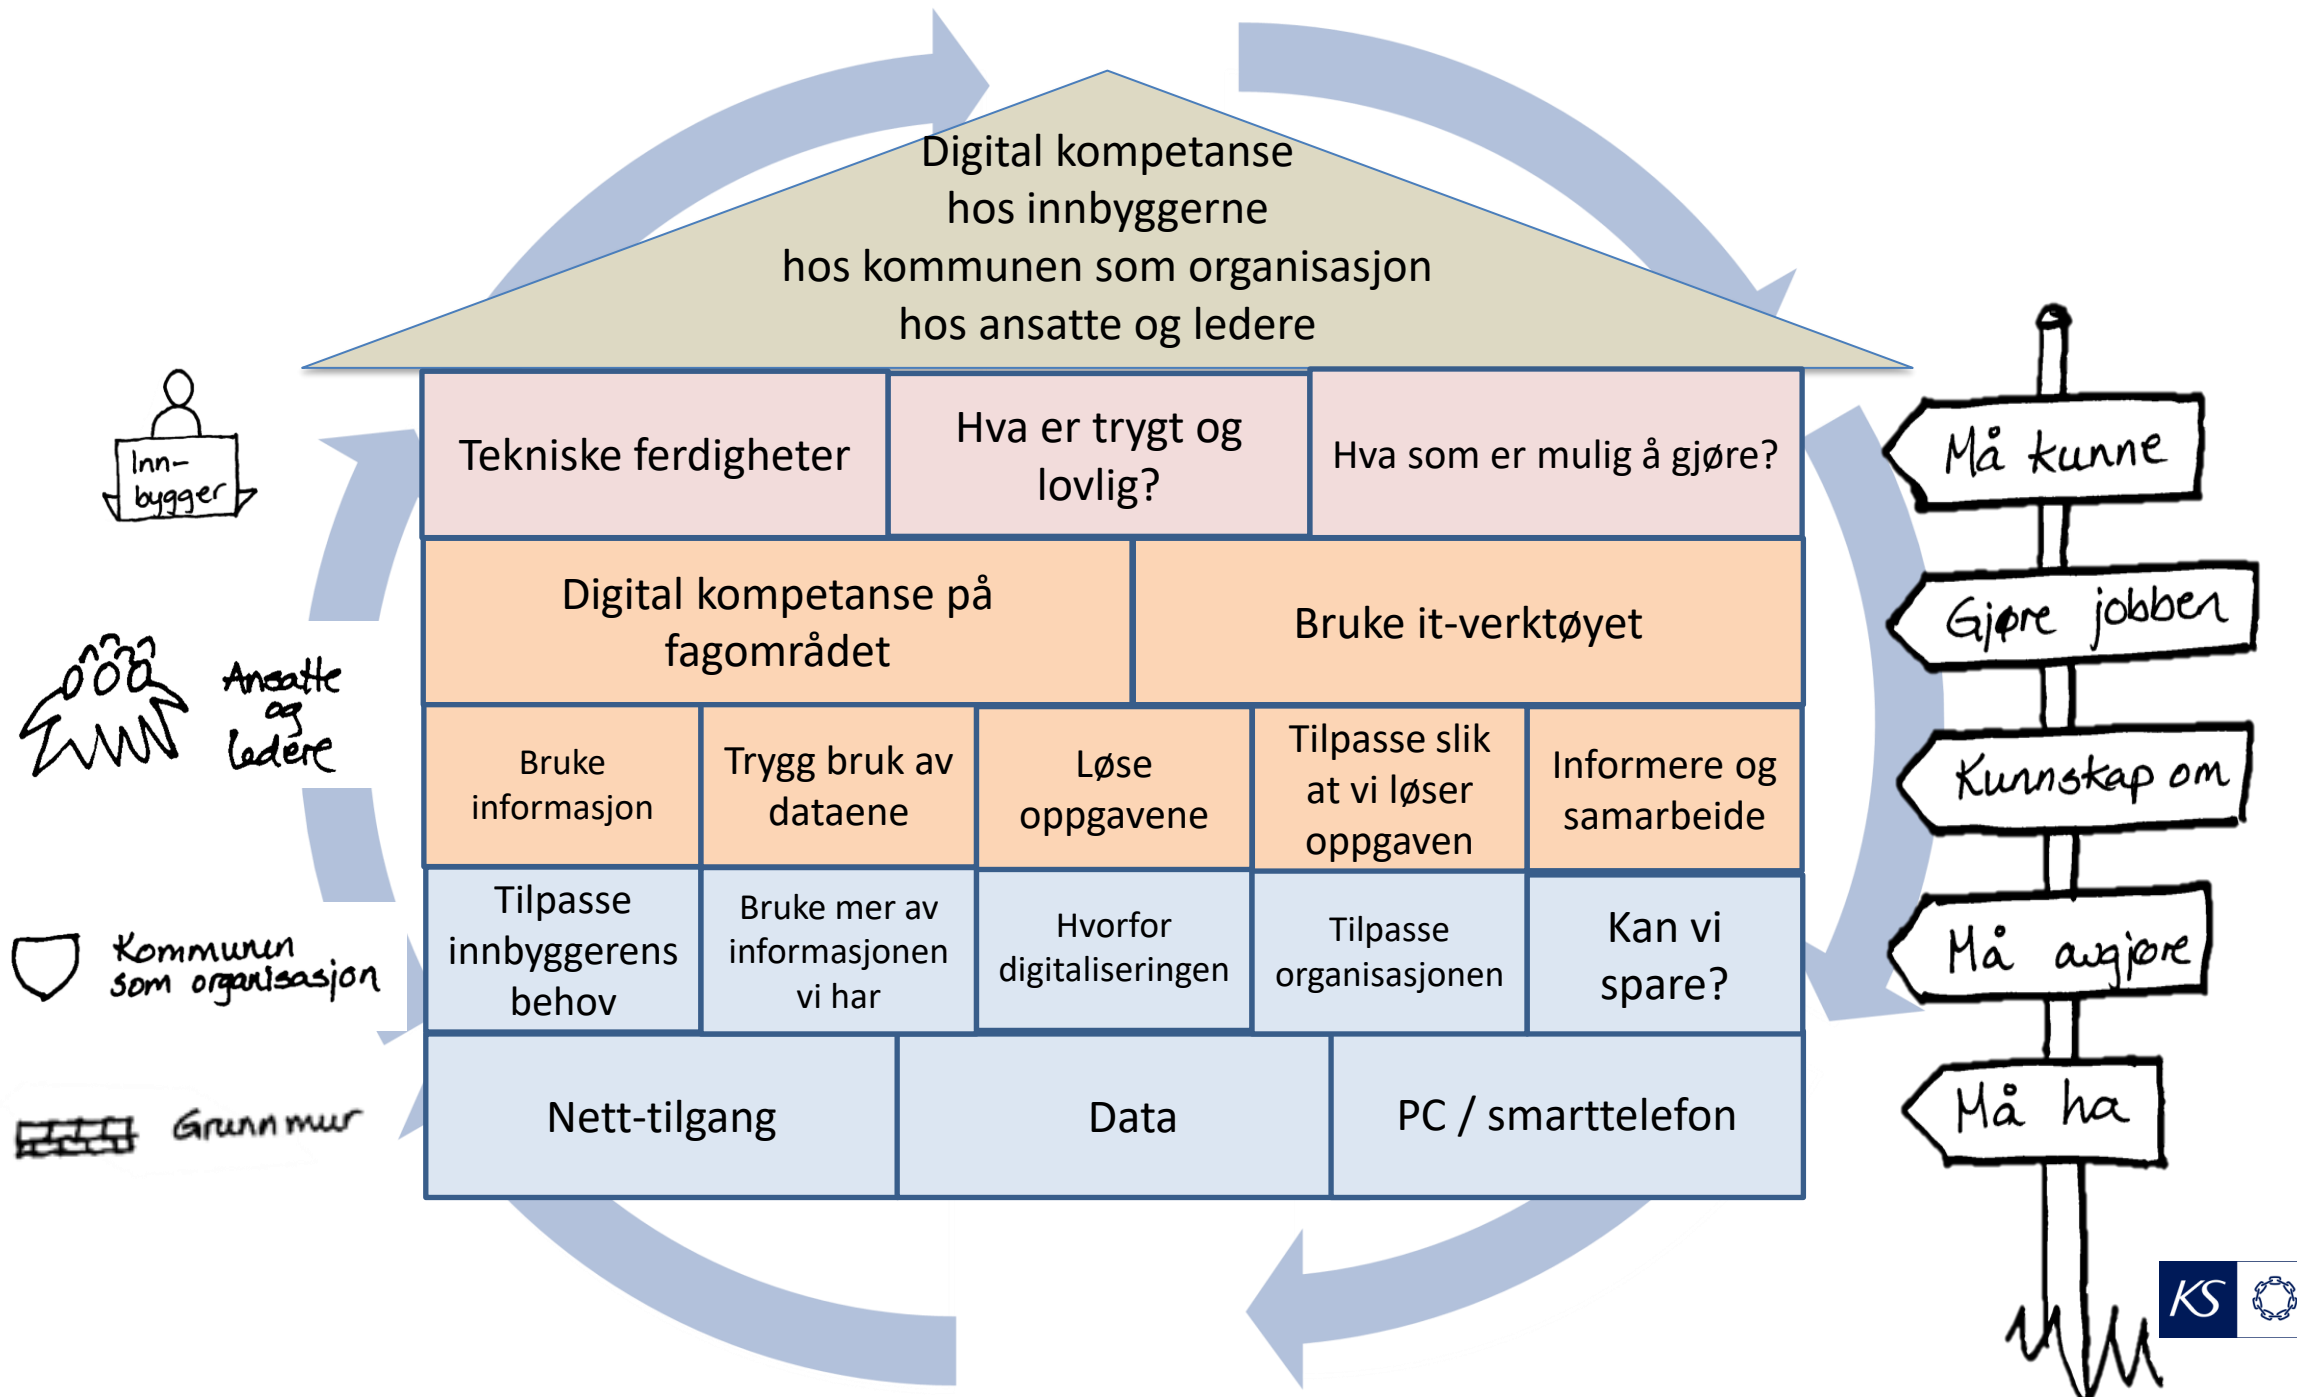 Digital kompetanse
hos innbyggerne
hos kommunen som organisasjon
hos ansatte og ledere
Inn-
bygger
Tekniske ferdigheter
Hva er trygt og
lovlig?
Hva som er mulig å gjøre?
Må kunne
Digital kompetanse på
fagområdet
Bruke it-verktøyet
Gjøre jobben
Ansatte
og
ledere
Bruke
informasjon
Trygg bruk av
dataene
Løse
oppgavene
Tilpasse slik
at vi løser
oppgaven
Informere og
samarbeide
Kunnskap om
Kommunen
som organisasjon
Tilpasse
innbyggerens
behov
Bruke mer av
informasjonen
vi har
Hvorfor
digitaliseringen
Tilpasse
organisasjonen
Kan vi
spare?
Må avgjøre
Grunnmur
Nett-tilgang
Data
PC / smarttelefon
Må ha
KS